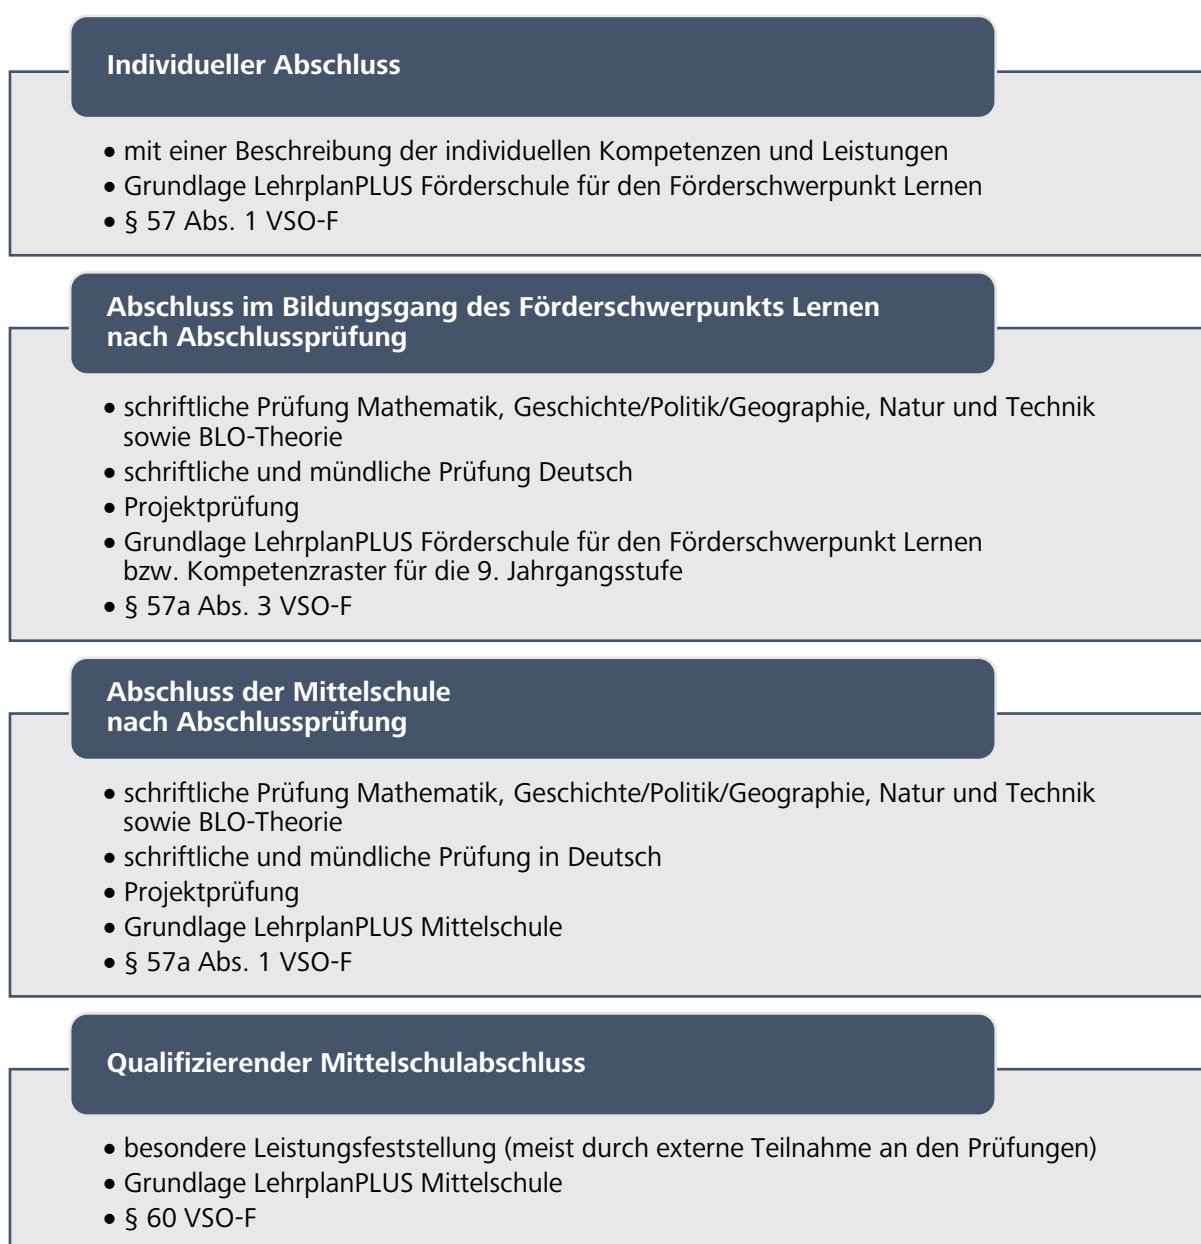 Individueller Abschluss
• mit einer Beschreibung der individuellen Kompetenzen und Leistungen
• Grundlage LehrplanPLUS Förderschule für den Förderschwerpunkt Lernen
• § 57 Abs. 1 VSO-F
Abschluss im Bildungsgang des Förderschwerpunkts Lernen
nach Abschlussprüfung
• schriftliche Prüfung Mathematik, Geschichte/Politik/Geographie, Natur und Technik
sowie BLO-Theorie
• schriftliche und mündliche Prüfung Deutsch
• Projektprüfung
• Grundlage LehrplanPLUS Förderschule für den Förderschwerpunkt Lernen
bzw. Kompetenzraster für die 9. Jahrgangsstufe
• § 57a Abs. 3 VSO-F
Abschluss der Mittelschule
nach Abschlussprüfung
• schriftliche Prüfung Mathematik, Geschichte/Politik/Geographie, Natur und Technik
sowie BLO-Theorie
• schriftliche und mündliche Prüfung in Deutsch
• Projektprüfung
• Grundlage LehrplanPLUS Mittelschule
• § 57a Abs. 1 VSO-F
Qualifizierender Mittelschulabschluss
• besondere Leistungsfeststellung (meist durch externe Teilnahme an den Prüfungen)
• Grundlage LehrplanPLUS Mittelschule
• § 60 VSO-F